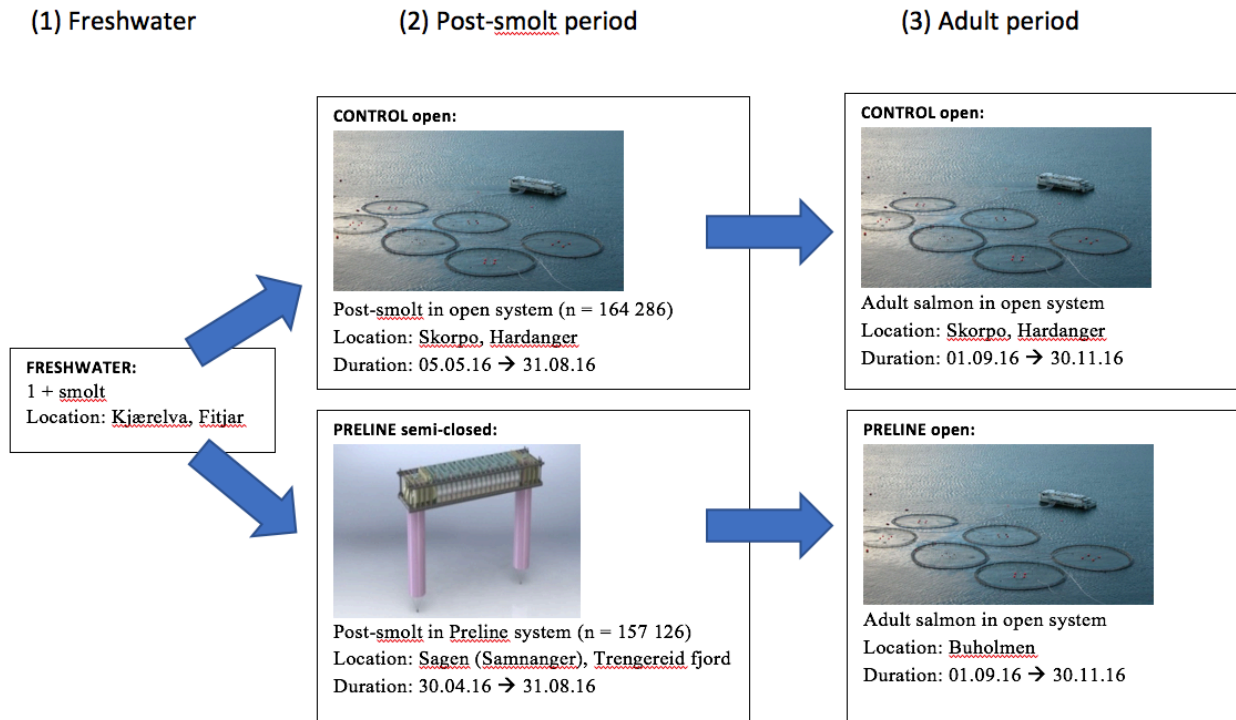 (1) Freshwater
(2) Post-smolt period
(3) Adult period
FRESHWATER:
1 + smolt
Location: Kjærelva, Fitjar
CONTROL open:
Post-smolt in open system (n = 164 286)
Location: Skorpo, Hardanger
Duration: 05.05.16 → 31.08.16
PRELINE semi-closed:
Post-smolt in Preline system (n = 157 126)
Location: Sagen (Samnanger), Trengereid fjord
Duration: 30.04.16 → 31.08.16
CONTROL open:
Adult salmon in open system
Location: Skorpo, Hardanger
Duration: 01.09.16 → 30.11.16
PRELINE open:
Adult salmon in open system
Location: Buholmen
Duration: 01.09.16 → 30.11.16